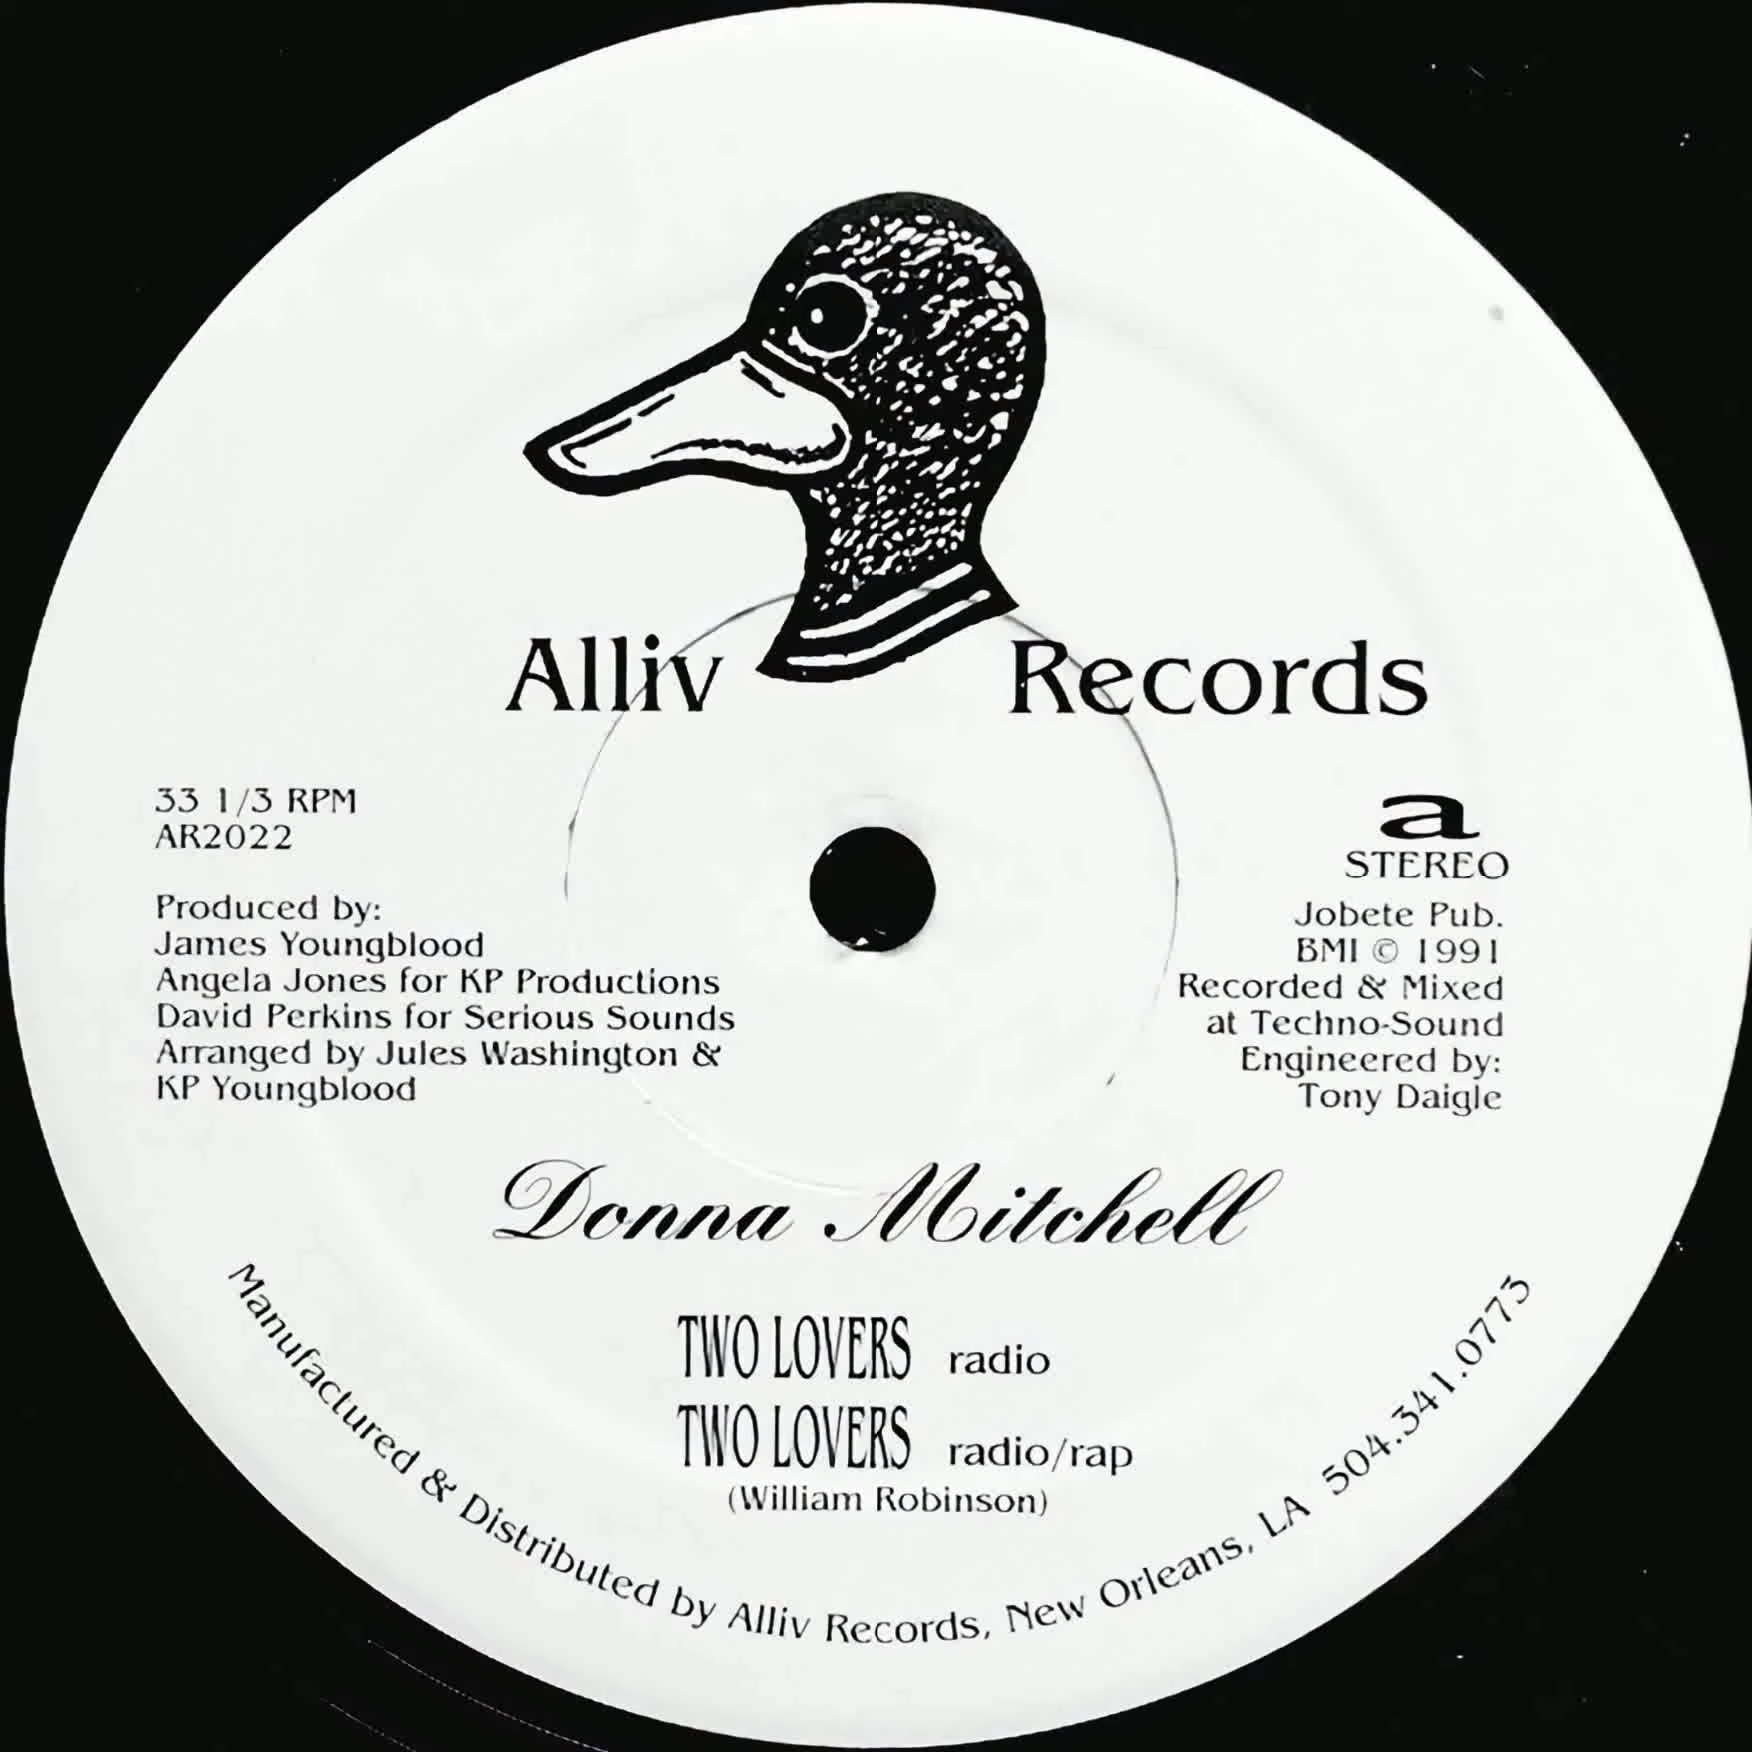 Alliv Records
33 1/3 RPM
AR2022
Produced by:
James Youngblood
Angela Jones for KP Productions
David Perkins for Serious Sounds
Arranged by Jules Washington &
KP Youngblood
a
STEREO
Jobete Pub.
BMI © 1991
Recorded & Mixed
at Techno-Sound
Engineered by:
Tony Daigle
Donna Mitchell
TWO LOVERS radio
TWO LOVERS radio/rap
(William Robinson)
Manufactured & Distributed by Alliv Records, New Orleans, LA 504.341.0773